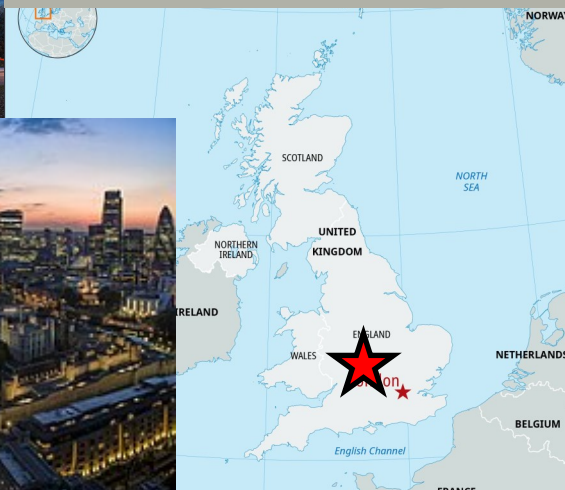 NORWAY
SCOTLAND
NORTH
SEA
UNITED
KINGDOM
NORTHERN
IRELAND
IRELAND
ENGLAND
WALES
NETHERLANDS
BELGIUM
English Channel